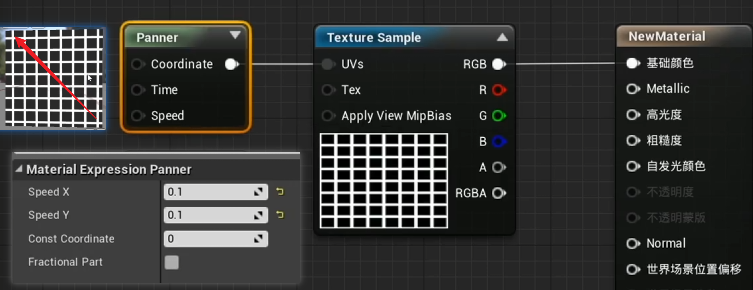 Panner
Coordinate
Time
Speed
Material Expression Panner
Speed X 0.1
Speed Y 0.1
Const Coordinate 0
Fractional Part
Texture Sample
UVs RGB
Tex R
Apply View MipBias G
B
A
RGBA
NewMaterial
基础颜色
Metallic
高光度
粗糙度
自发光颜色
不透明度
不透明蒙版
Normal
世界场景位置偏移